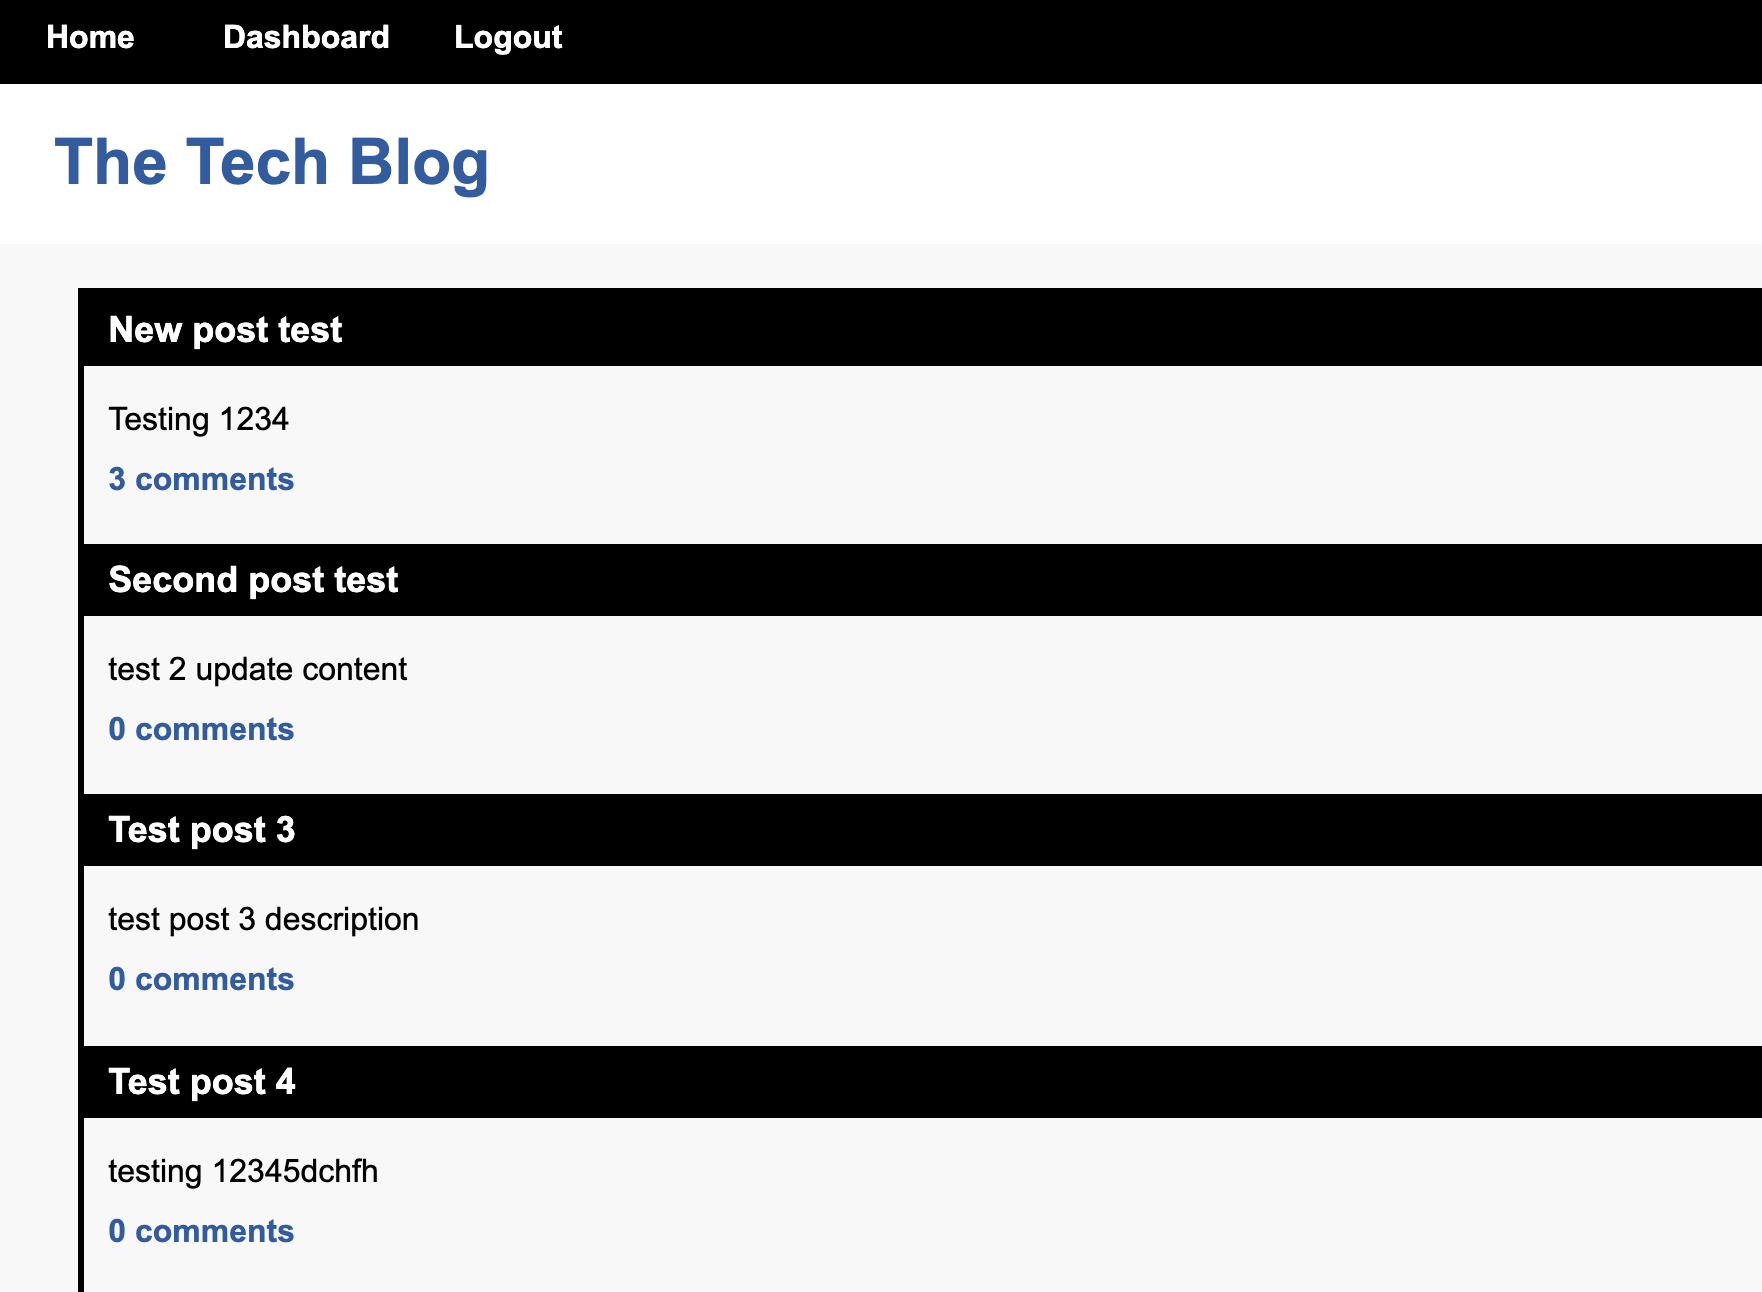 Home Dashboard Logout
The Tech Blog
New post test
Testing 1234
3 comments
Second post test
test 2 update content
0 comments
Test post 3
test post 3 description
0 comments
Test post 4
testing 12345dchfh
0 comments